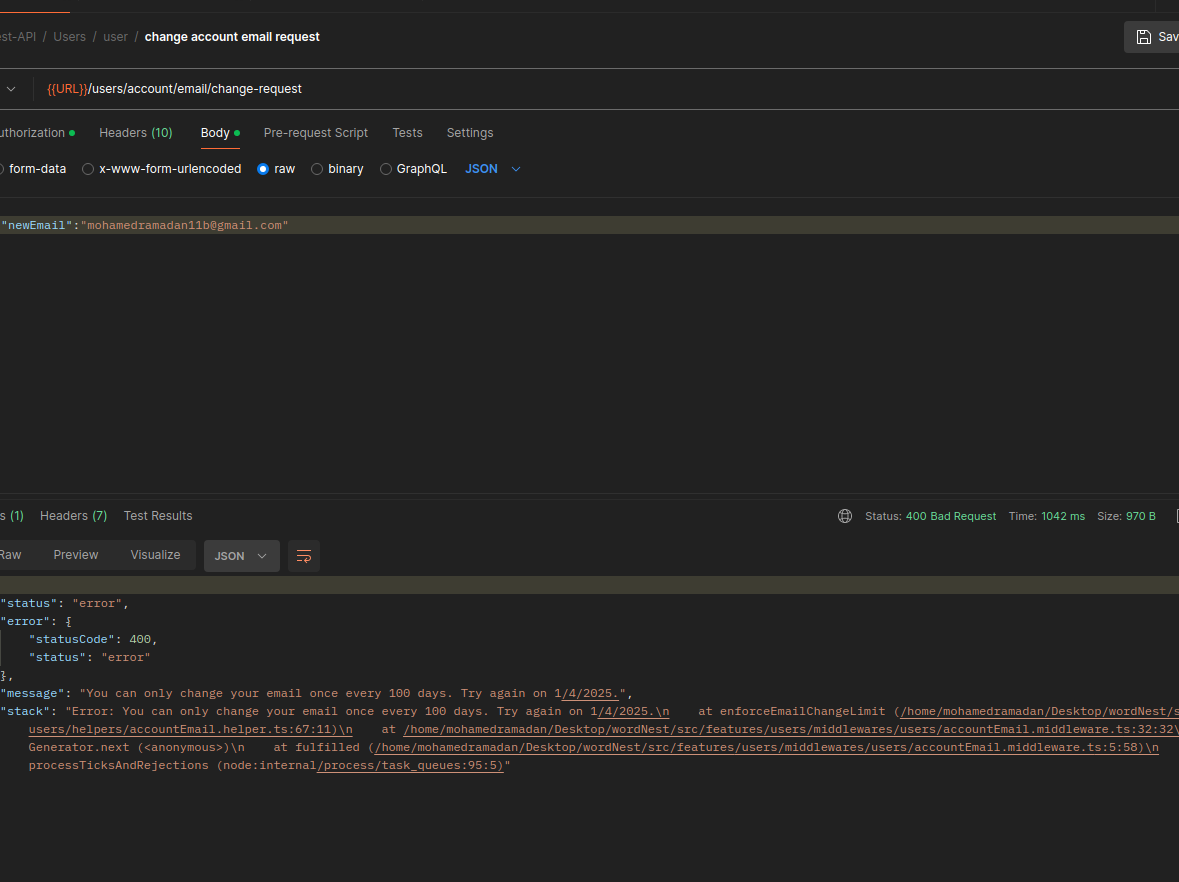 est-API / Users / user / change account email request
Sav
{{URL}}/users/account/email/change-request
uthorization Headers (10) Body Pre-request Script Tests Settings
form-data x-www-form-urlencoded raw binary GraphQL JSON
"newEmail":"mohamedramadan11b@gmail.com"
s (1) Headers (7) Test Results Status: 400 Bad Request Time: 1042 ms Size: 970 B
Raw Preview Visualize JSON
"status": "error",
"error": {
"statusCode": 400,
"status": "error"
},
"message": "You can only change your email once every 100 days. Try again on 1/4/2025.",
"stack": "Error: You can only change your email once every 100 days. Try again on 1/4/2025.\n    at enforceEmailChangeLimit (/home/mohamedramadan/Desktop/wordNest/s
users/helpers/accountEmail.helper.ts:67:11)\n    at /home/mohamedramadan/Desktop/wordNest/src/features/users/middlewares/users/accountEmail.middleware.ts:32:32\
Generator.next (<anonymous>)\n    at fulfilled (/home/mohamedramadan/Desktop/wordNest/src/features/users/middlewares/users/accountEmail.middleware.ts:5:58)\n
processTicksAndRejections (node:internal/process/task_queues:95:5)"